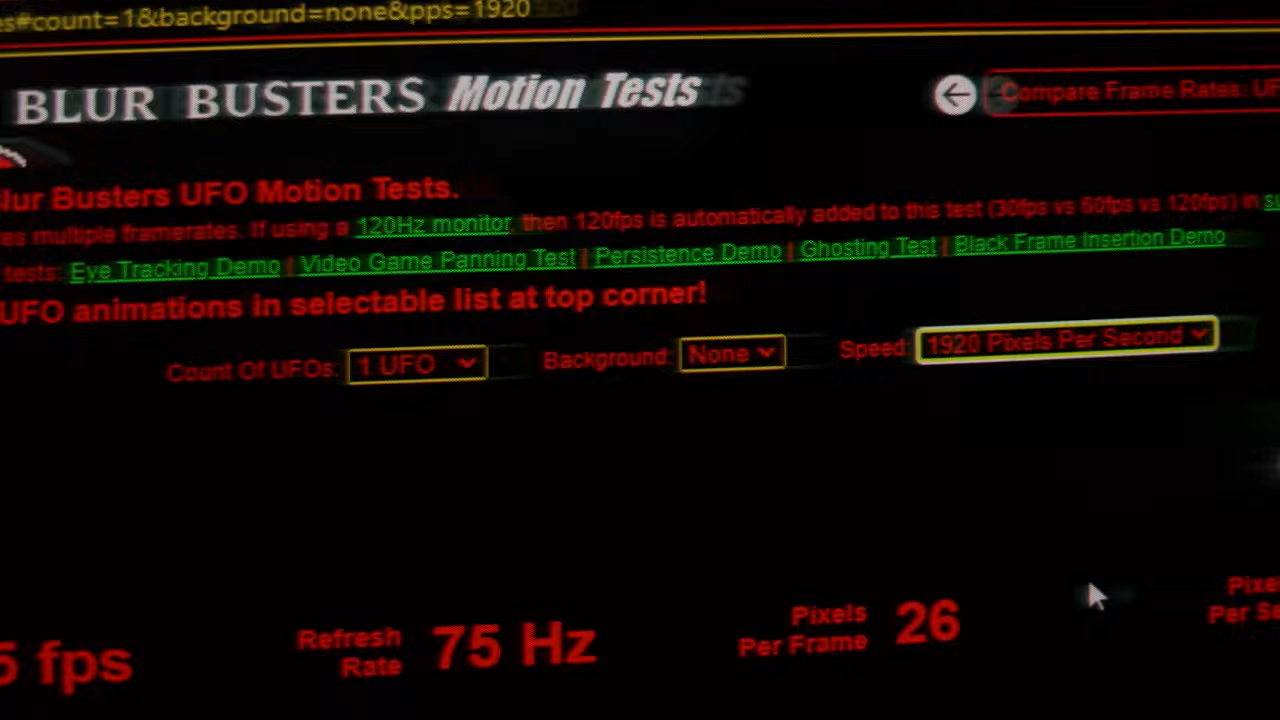 es#count=1&background=none&pps=1920
BLUR BUSTERS Motion Tests
Compare Frame Rates: UF
lur Busters UFO Motion Tests.
es multiple framerates. If using a 120Hz monitor, then 120fps is automatically added to this test (30fps vs 60fps vs 120fps) in su
tests: Eye Tracking Demo | Video Game Panning Test | Persistence Demo | Ghosting Test | Black Frame Insertion Demo
UFO animations in selectable list at top corner!
Count Of UFOs: 1 UFO Background: None Speed: 1920 Pixels Per Second
5 fps
Refresh
Rate
75 Hz
Pixels
Per Frame
26
Pixe
Per Se